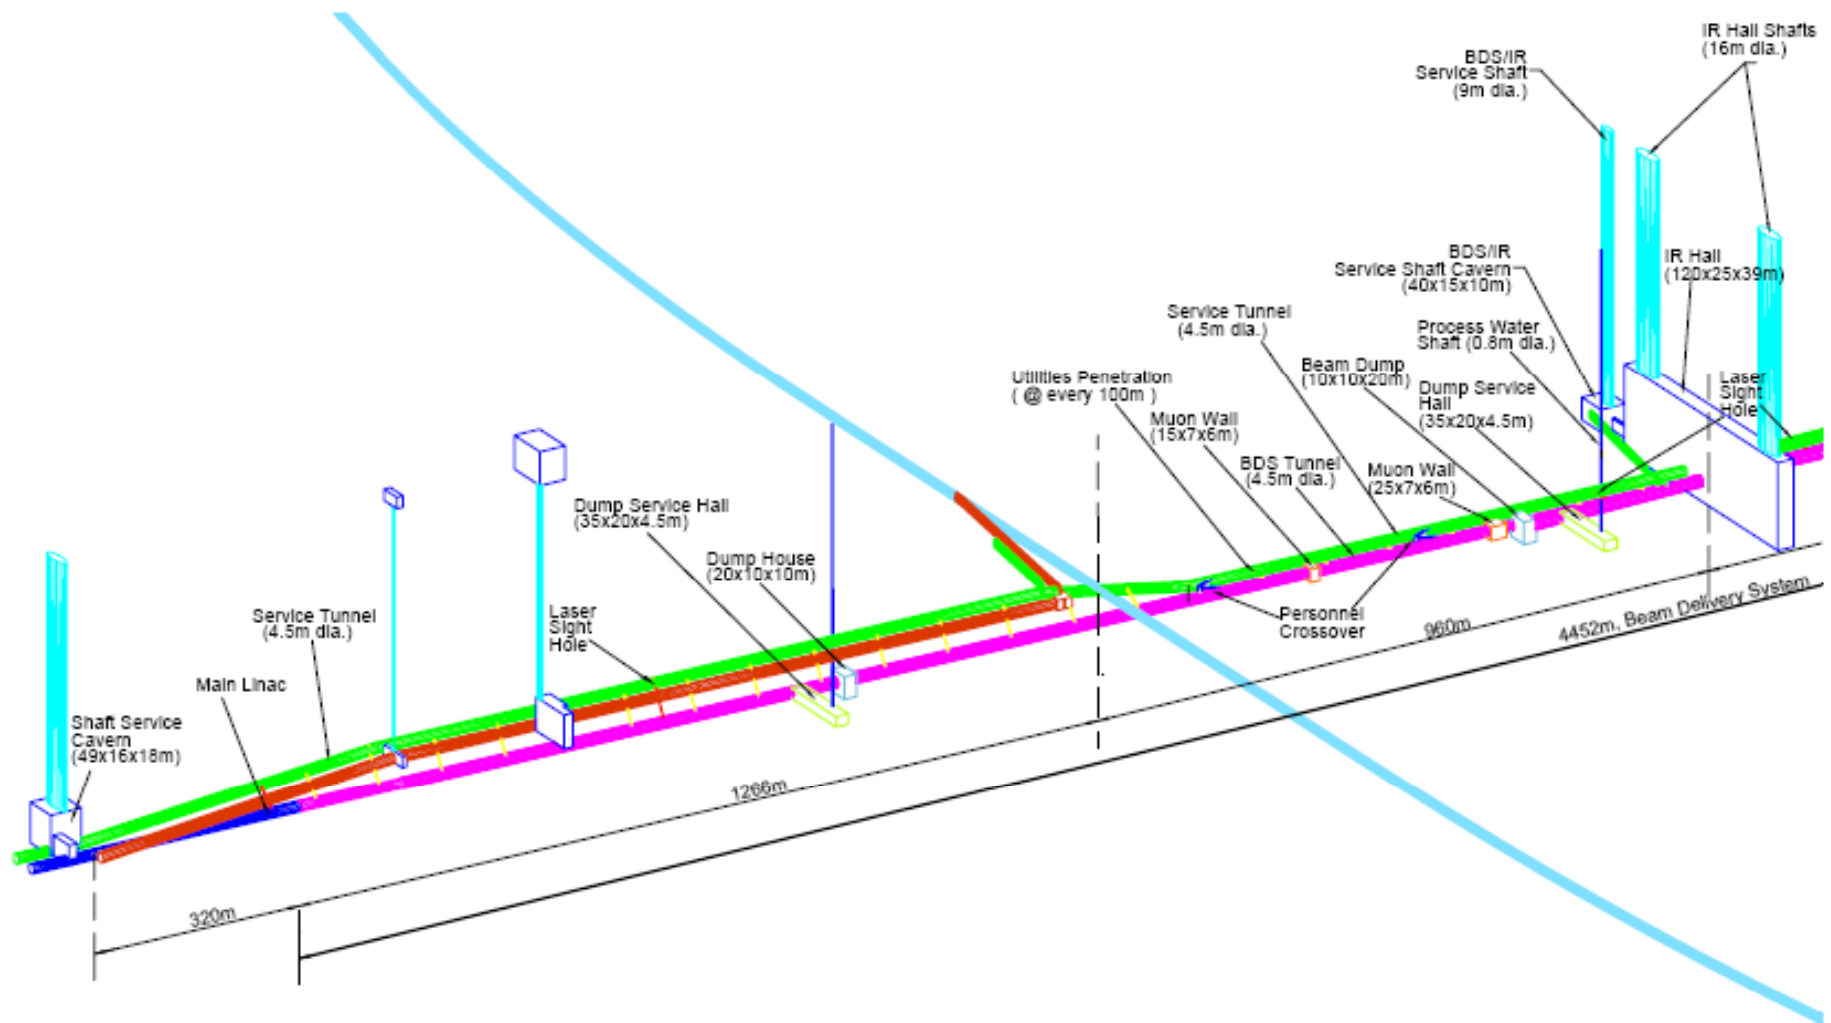 IR Hall Shafts
(16m dia.)
BDS/IR
Service Shaft
(9m dia.)
BDS/IR
Service Shaft Cavern
(40x15x10m)
IR Hall
(120x25x39m)
Service Tunnel
(4.5m dia.)
Process Water
Shaft (0.8m dia.)
Beam Dump
(10x10x20m)
Utilities Penetration
( @ every 100m )
Dump Service
Hall
(35x20x4.5m)
Laser
Sight
Hole
Muon Wall
(15x7x6m)
BDS Tunnel
(4.5m dia.)
Muon Wall
(25x7x6m)
Dump Service Hall
(35x20x4.5m)
Dump House
(20x10x10m)
Laser
Sight
Hole
Service Tunnel
(4.5m dia.)
Personnel
Crossover
Main Linac
Shaft Service
Cavern
(49x16x18m)
960m
4452m, Beam Delivery System
1266m
320m